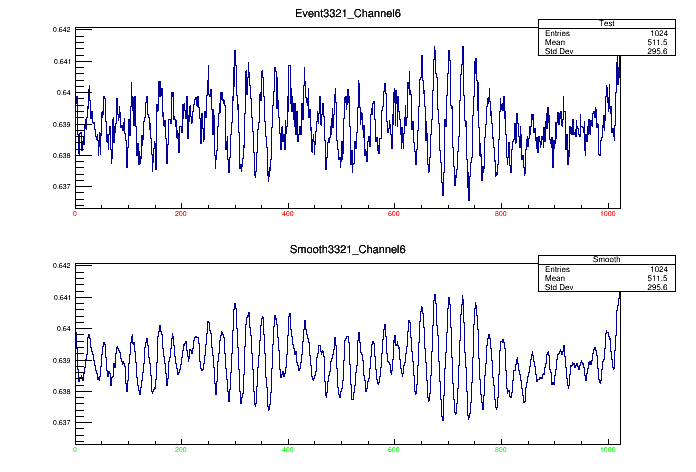 Event3321_Channel6
Test
Entries 1024
Mean 511.5
Std Dev 295.6
0.642
0.641
0.64
0.639
0.638
0.637
0 200 400 600 800 1000
Smooth3321_Channel6
Smooth
Entries 1024
Mean 511.5
Std Dev 295.6
0.642
0.641
0.64
0.639
0.638
0.637
0 200 400 600 800 1000